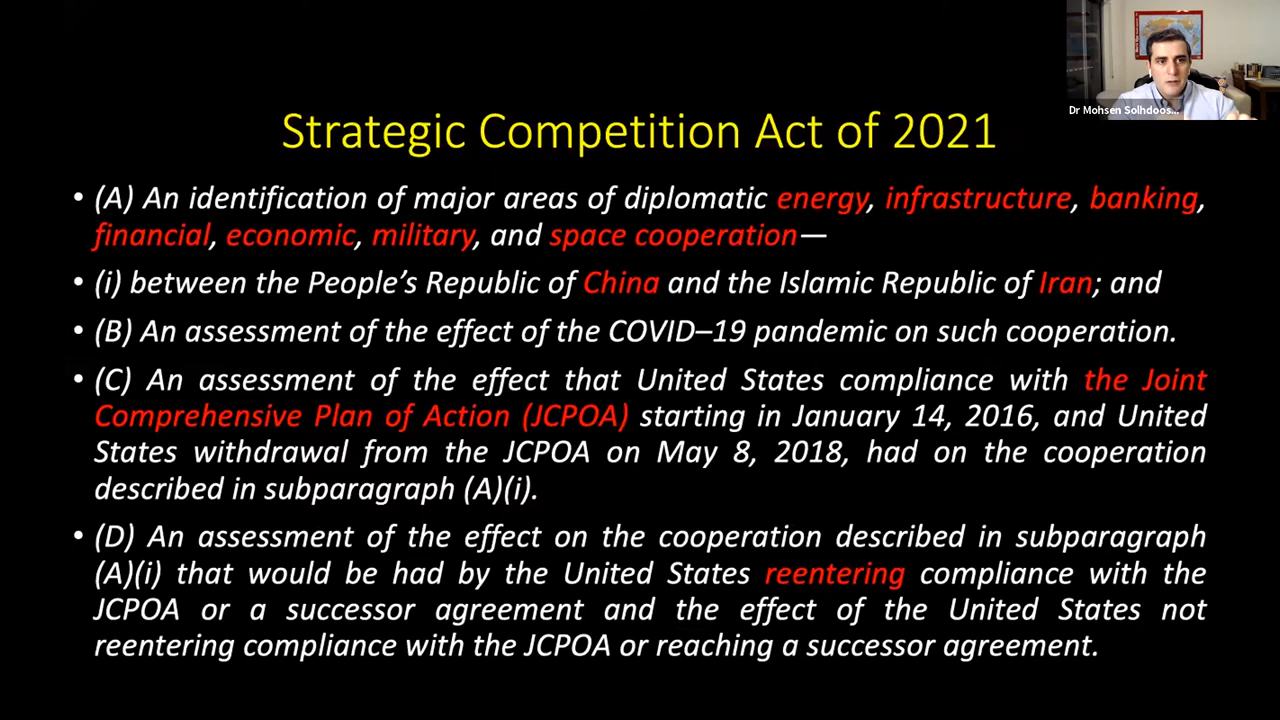 Dr Mohsen Solhdoos...
Strategic Competition Act of 2021
• (A) An identification of major areas of diplomatic energy, infrastructure, banking,
financial, economic, military, and space cooperation—
• (i) between the People’s Republic of China and the Islamic Republic of Iran; and
• (B) An assessment of the effect of the COVID–19 pandemic on such cooperation.
• (C) An assessment of the effect that United States compliance with the Joint
Comprehensive Plan of Action (JCPOA) starting in January 14, 2016, and United
States withdrawal from the JCPOA on May 8, 2018, had on the cooperation
described in subparagraph (A)(i).
• (D) An assessment of the effect on the cooperation described in subparagraph
(A)(i) that would be had by the United States reentering compliance with the
JCPOA or a successor agreement and the effect of the United States not
reentering compliance with the JCPOA or reaching a successor agreement.